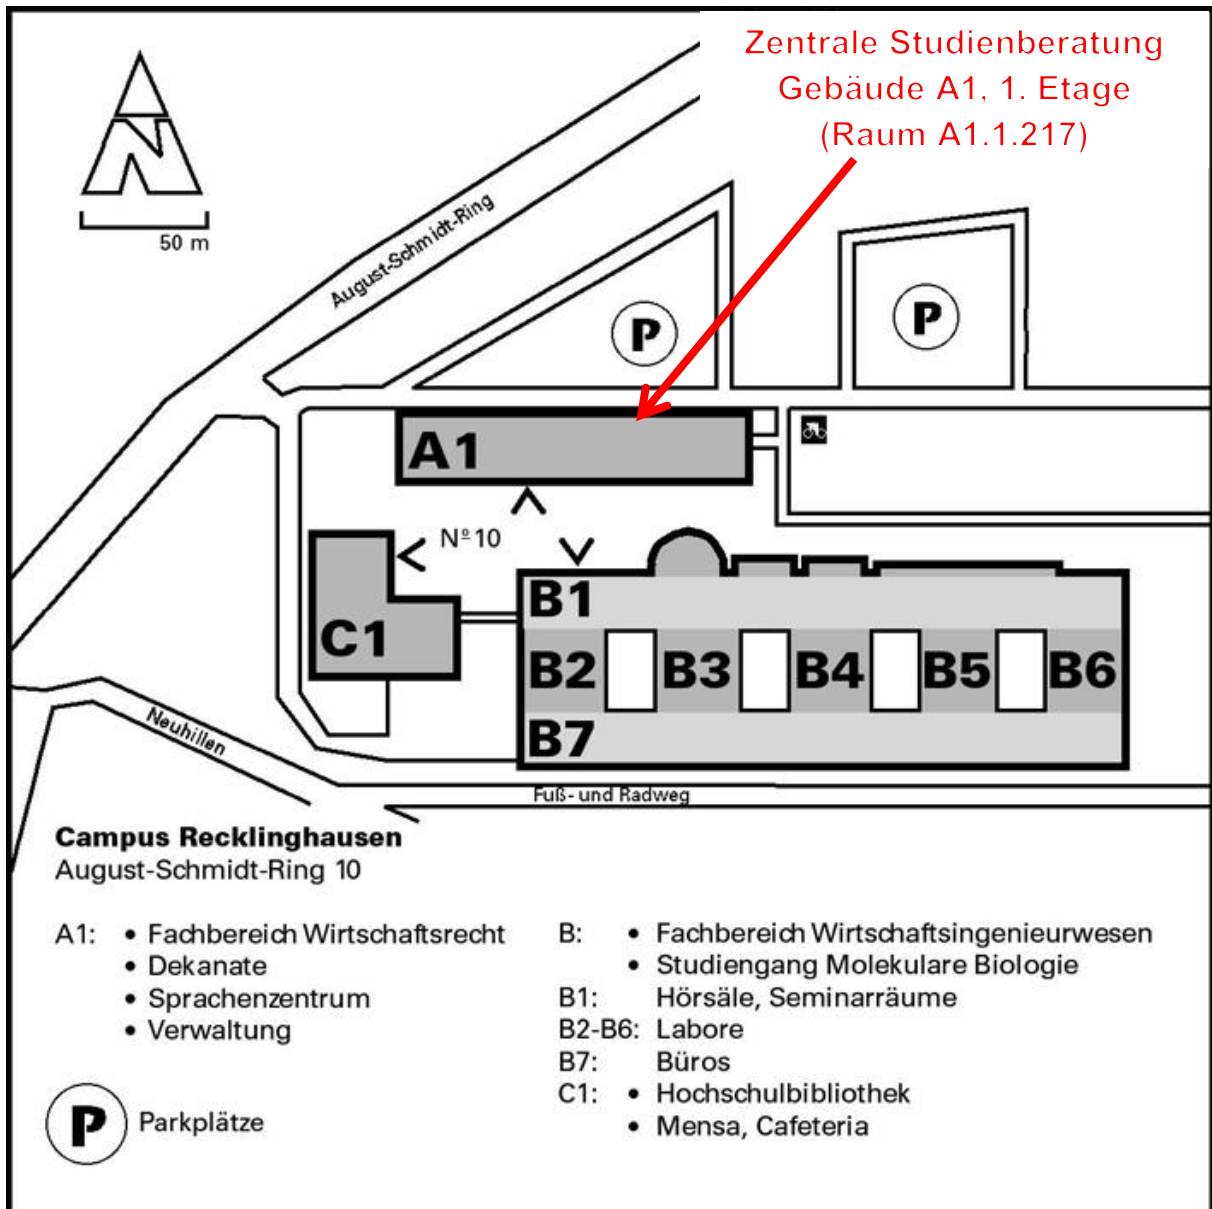 Zentrale Studienberatung
Gebäude A1, 1. Etage
(Raum A1.1.217)
N
50 m
August-Schmidt-Ring
P
P
A1
Nº10
C1
B1
B2 B3 B4 B5 B6
B7
Neuhillen
Fuß- und Radweg
Campus Recklinghausen
August-Schmidt-Ring 10
A1: • Fachbereich Wirtschaftsrecht
• Dekanate
• Sprachenzentrum
• Verwaltung
P Parkplätze
B: • Fachbereich Wirtschaftsingenieurwesen
• Studiengang Molekulare Biologie
B1: Hörsäle, Seminarräume
B2-B6: Labore
B7: Büros
C1: • Hochschulbibliothek
• Mensa, Cafeteria